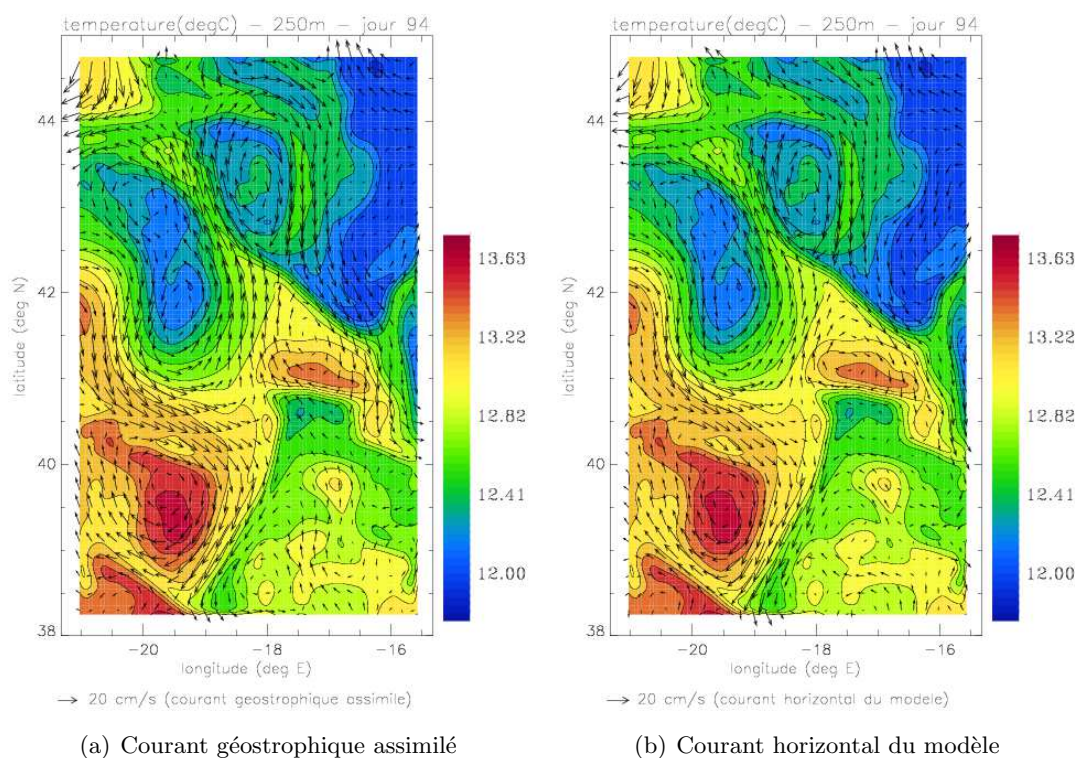 temperature(degC) - 250m - jour 94
temperature(degC) - 250m - jour 94
latitude (deg N)
44
42
40
38
-20
-18
-16
longitude (deg E)
13.63
13.22
12.82
12.41
12.00
20 cm/s (courant geostrophique assimile)
latitude (deg N)
44
42
40
38
-20
-18
-16
longitude (deg E)
13.63
13.22
12.82
12.41
12.00
20 cm/s (courant horizontal du modele)
(a) Courant géostrophique assimilé
(b) Courant horizontal du modèle